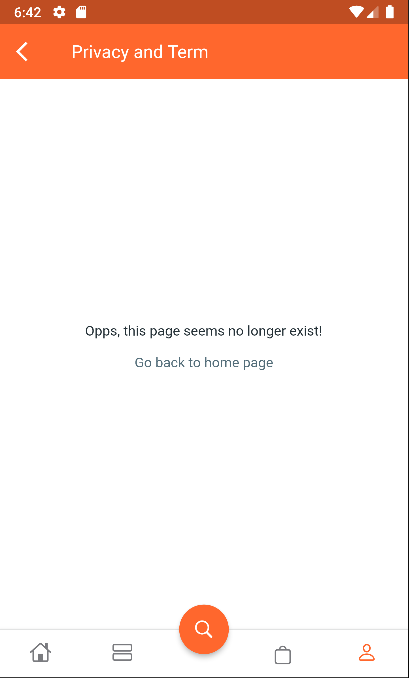 6:42
Privacy and Term
Opps, this page seems no longer exist!
Go back to home page